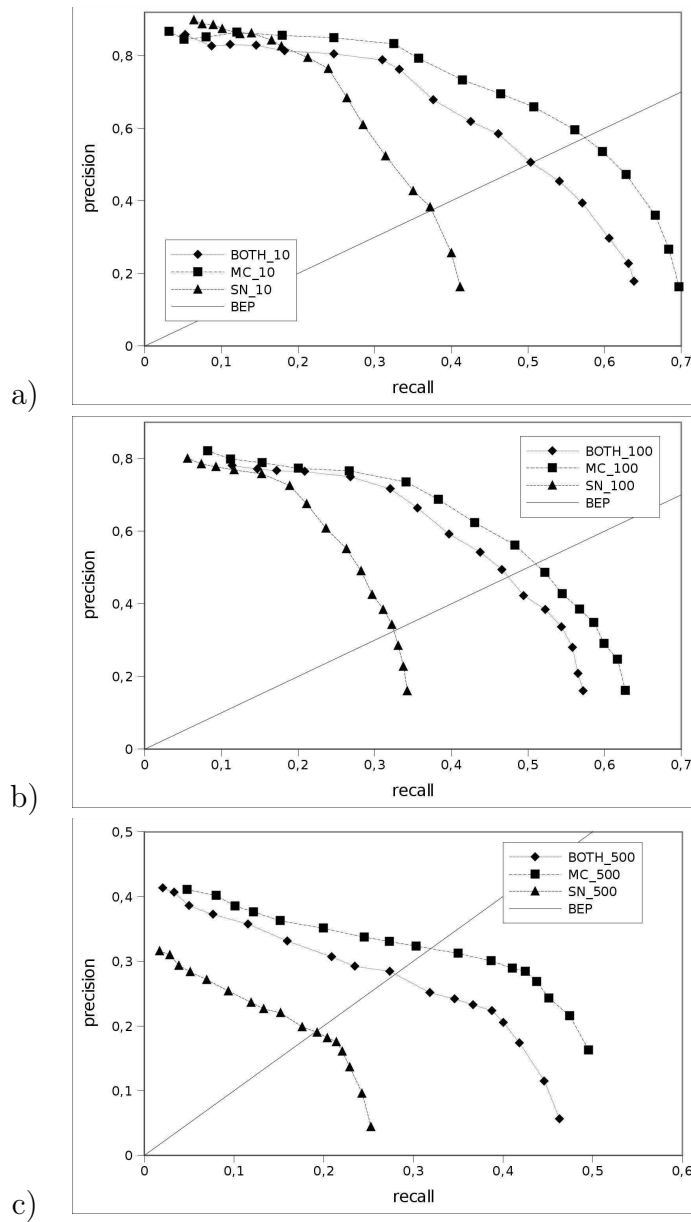 a)
precision
0,8
0,6
0,4
0,2
0
BOTH_10
MC_10
SN_10
BEP
0 0,1 0,2 0,3 0,4 0,5 0,6 0,7
recall
b)
precision
0,8
0,6
0,4
0,2
0
BOTH_100
MC_100
SN_100
BEP
0 0,1 0,2 0,3 0,4 0,5 0,6 0,7
recall
c)
precision
0,5
0,4
0,3
0,2
0,1
0
BOTH_500
MC_500
SN_500
BEP
0 0,1 0,2 0,3 0,4 0,5 0,6
recall